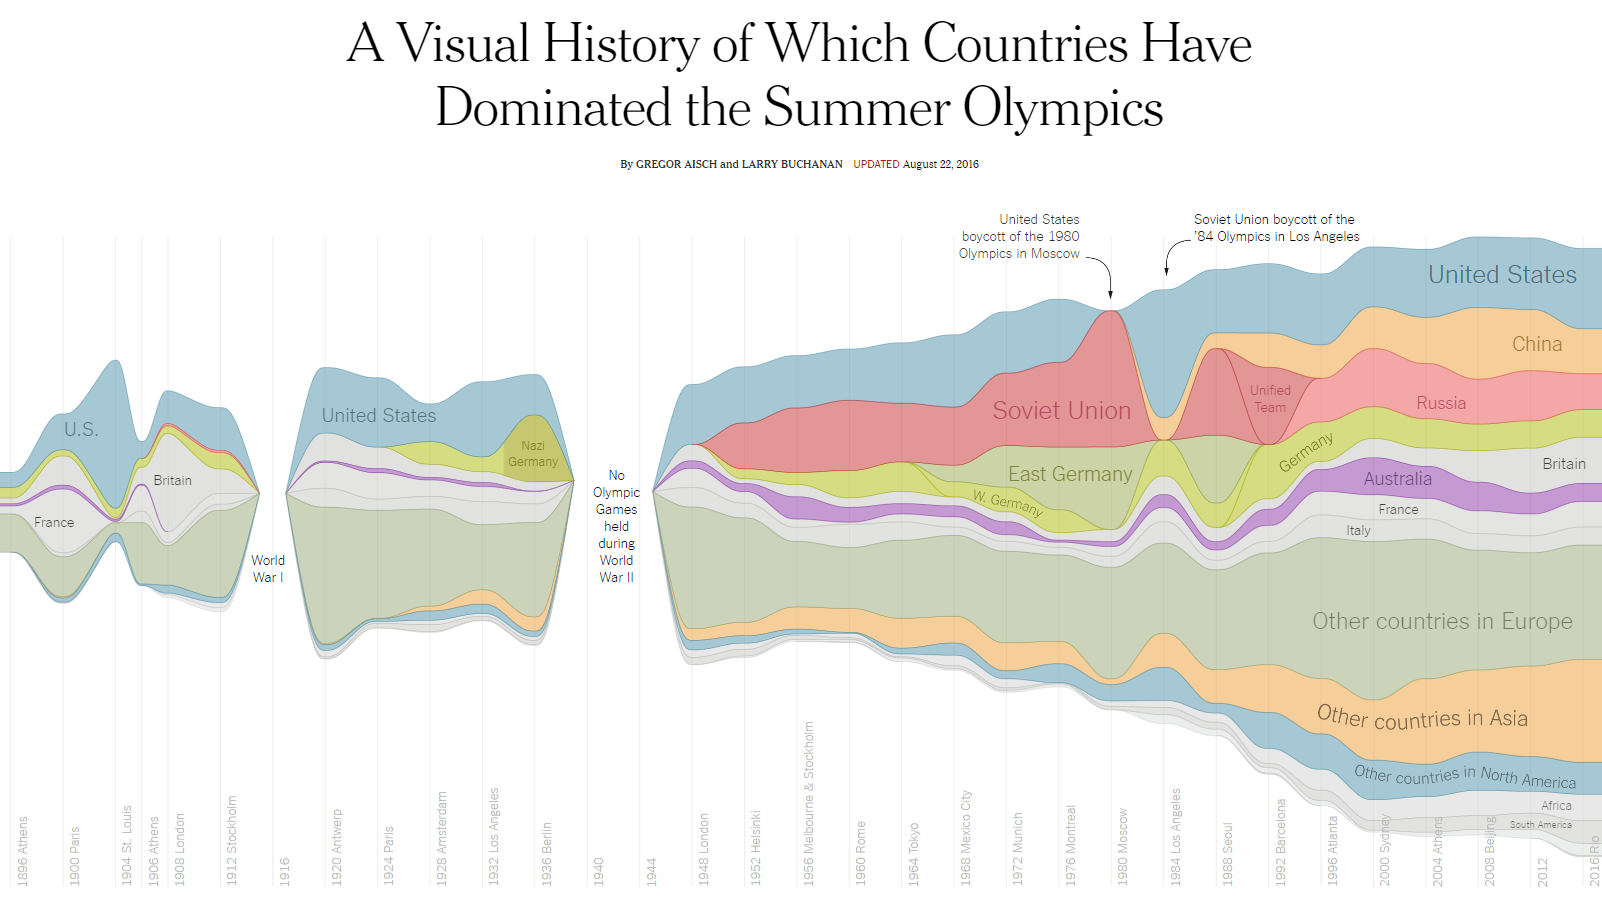 A Visual History of Which Countries Have
Dominated the Summer Olympics
By GREGOR AISCH and LARRY BUCHANAN UPDATED August 22, 2016
United States
boycott of the 1980
Olympics in Moscow
Soviet Union boycott of the
'84 Olympics in Los Angeles
U.S.
Britain
France
World
War I
United States
Nazi
Germany
No
Olympic
Games
held
during
World
War II
Soviet Union
East Germany
W. Germany
Unified
Team
Germany
United States
China
Russia
Britain
Australia
France
Italy
Other countries in Europe
Other countries in Asia
Other countries in North America
Africa
South America
1896 Athens
1900 Paris
1904 St. Louis
1906 Athens
1908 London
1912 Stockholm
1916
1920 Antwerp
1924 Paris
1928 Amsterdam
1932 Los Angeles
1936 Berlin
1940
1944
1948 London
1952 Helsinki
1956 Melbourne & Stockholm
1960 Rome
1964 Tokyo
1968 Mexico City
1972 Munich
1976 Montreal
1980 Moscow
1984 Los Angeles
1988 Seoul
1992 Barcelona
1996 Atlanta
2000 Sydney
2004 Athens
2008 Beijing
2012
2016 Rio